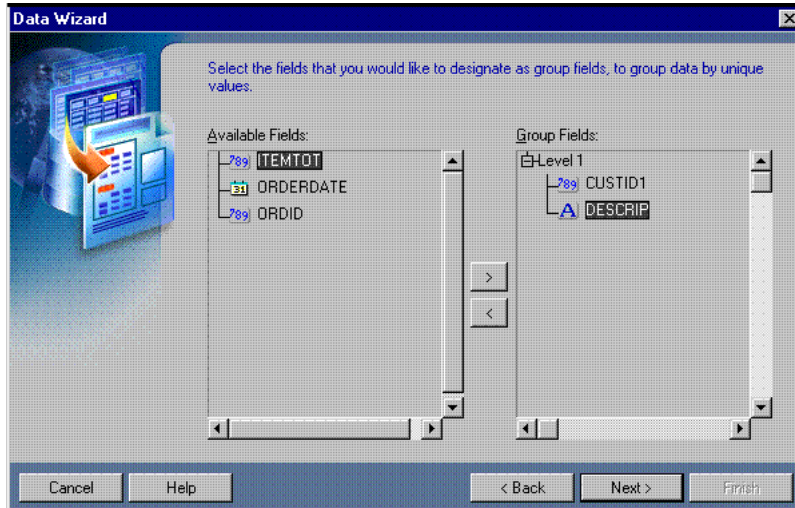 Data Wizard
Select the fields that you would like to designate as group fields, to group data by unique
values.
Available Fields:
Group Fields:
789 ITEMTOT
31 ORDERDATE
789 ORDID
Level 1
789 CUSTID1
A DESCRIP
>
<
Cancel
Help
< Back
Next >
Finish